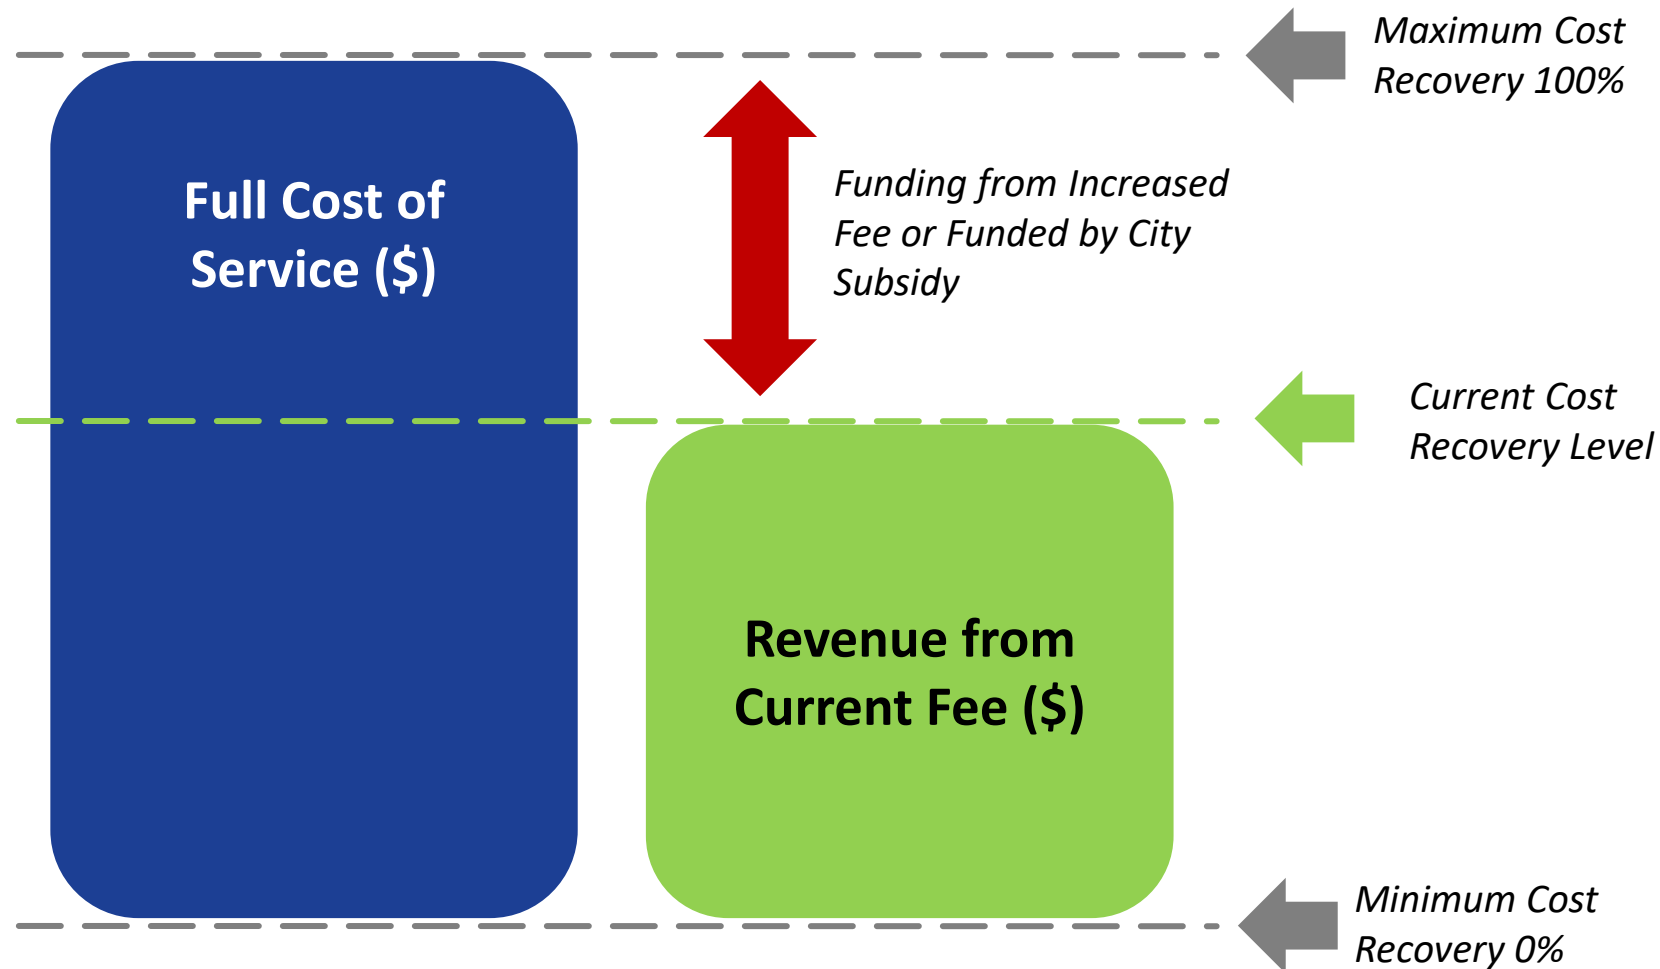 Maximum Cost
Recovery 100%
Full Cost of
Service ($)
Funding from Increased
Fee or Funded by City
Subsidy
Current Cost
Recovery Level
Revenue from
Current Fee ($)
Minimum Cost
Recovery 0%